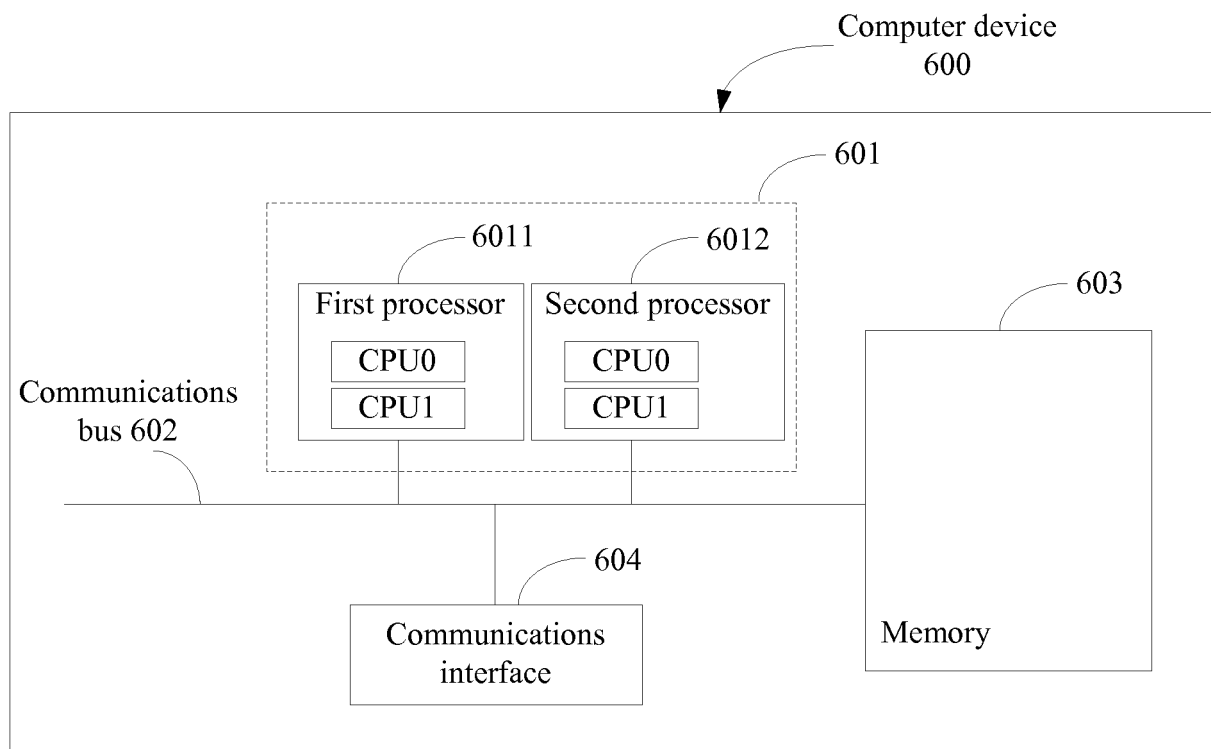 Computer device
600
601
6011
6012
603
First processor
Second processor
CPU0
CPU0
CPU1
CPU1
Communications
bus 602
604
Communications
interface
Memory